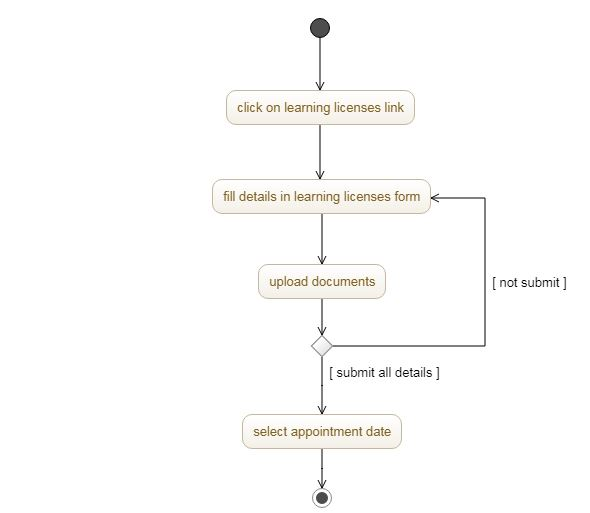 click on learning licenses link
fill details in learning licenses form
upload documents
[ not submit ]
[ submit all details ]
select appointment date